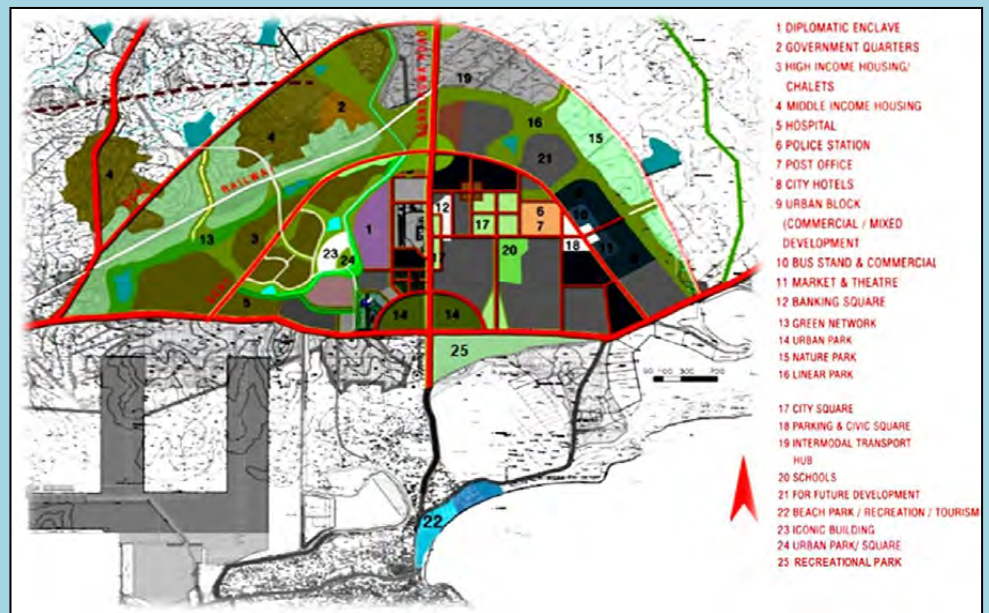 1 DIPLOMATIC ENCLAVE
2 GOVERNMENT QUARTERS
3 HIGH INCOME HOUSING/
CHALETS
4 MIDDLE INCOME HOUSING
5 HOSPITAL
6 POLICE STATION
7 POST OFFICE
8 CITY HOTELS
9 URBAN BLOCK
(COMMERCIAL / MIXED
DEVELOPMENT
10 BUS STAND & COMMERCIAL
11 MARKET & THEATRE
12 BANKING SQUARE
13 GREEN NETWORK
14 URBAN PARK
15 NATURE PARK
16 LINEAR PARK
17 CITY SQUARE
18 PARKING & CIVIC SQUARE
19 INTERMODAL TRANSPORT
HUB
20 SCHOOLS
21 FOR FUTURE DEVELOPMENT
22 BEACH PARK / RECREATION / TOURISM
23 ICONIC BUILDING
24 URBAN PARK/ SQUARE
25 RECREATIONAL PARK
19
2
16
4
15
21
4
RAILWAY
12
6
10
1
17
7
13
3
18
11
23
24
20
5
14
14
25
22